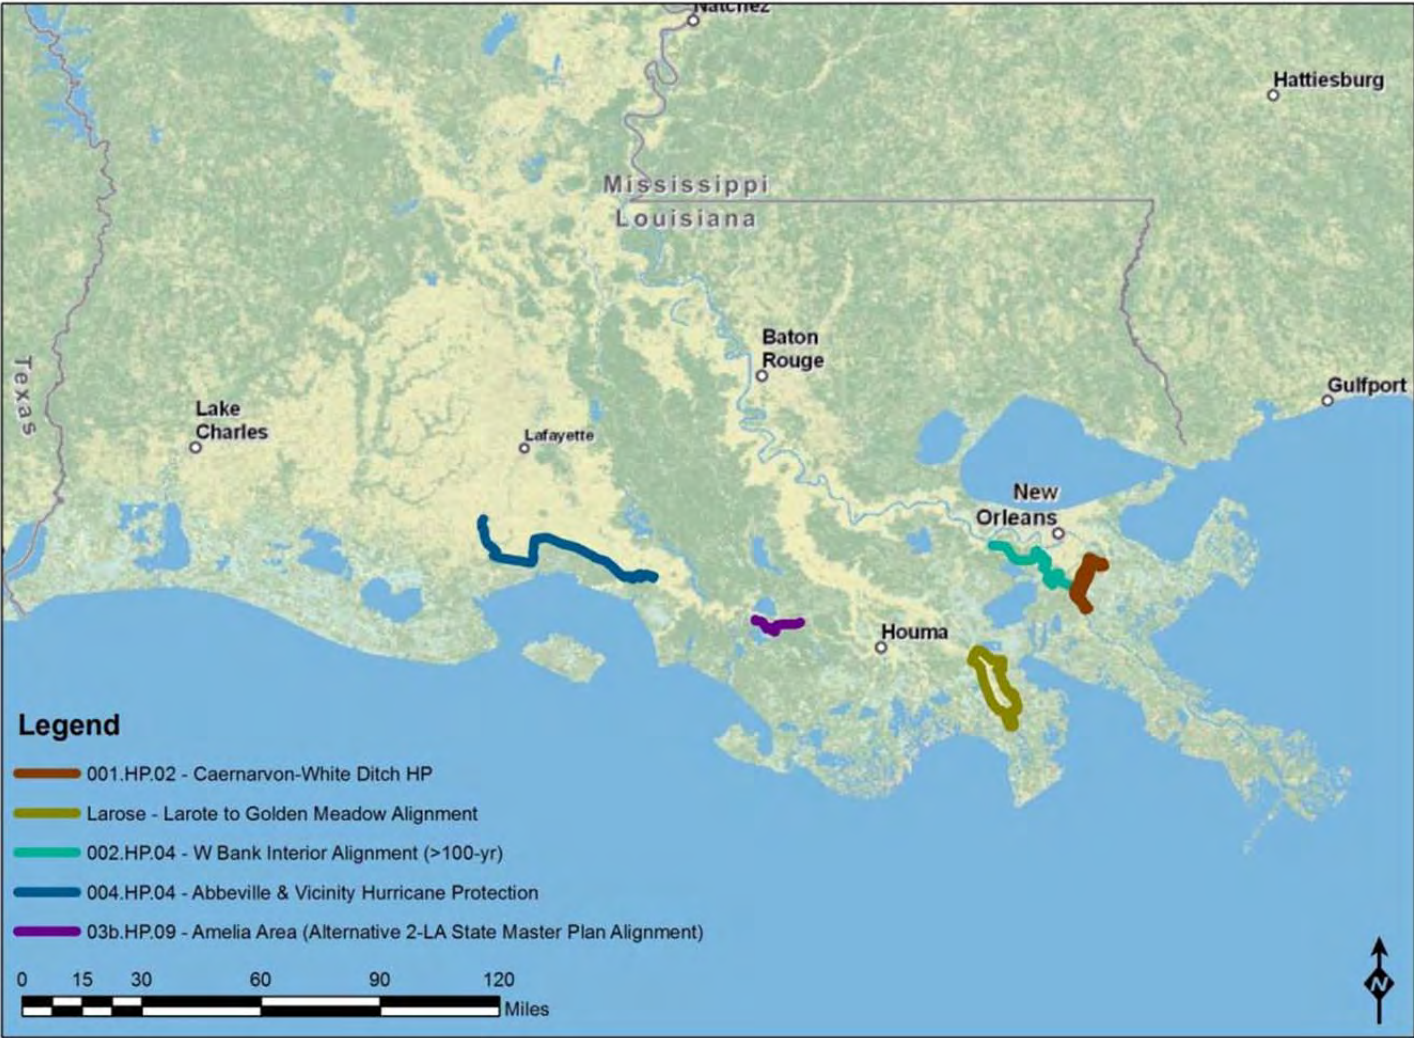 Natchez
Hattiesburg
Mississippi
Louisiana
Baton
Rouge
Gulfport
Texas
Lake
Charles
Lafayette
New
Orleans
Houma
Legend
001.HP.02 - Caernarvon-White Ditch HP
Larose - Larote to Golden Meadow Alignment
002.HP.04 - W Bank Interior Alignment (>100-yr)
004.HP.04 - Abbeville & Vicinity Hurricane Protection
03b.HP.09 - Amelia Area (Alternative 2-LA State Master Plan Alignment)
0 15 30 60 90 120
Miles
N